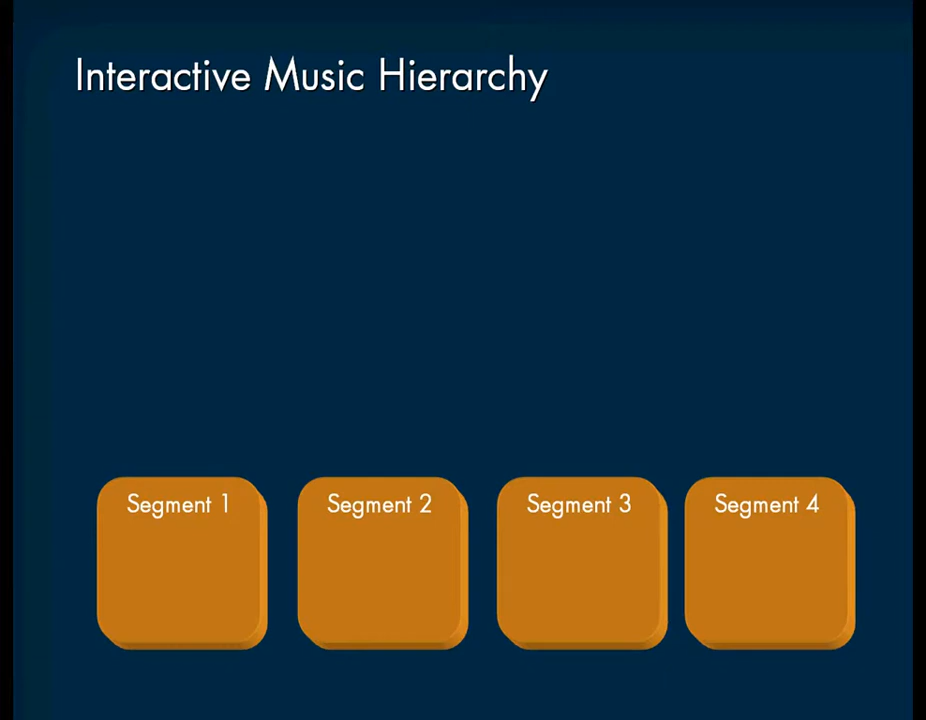 Interactive Music Hierarchy
Segment 1
Segment 2
Segment 3
Segment 4